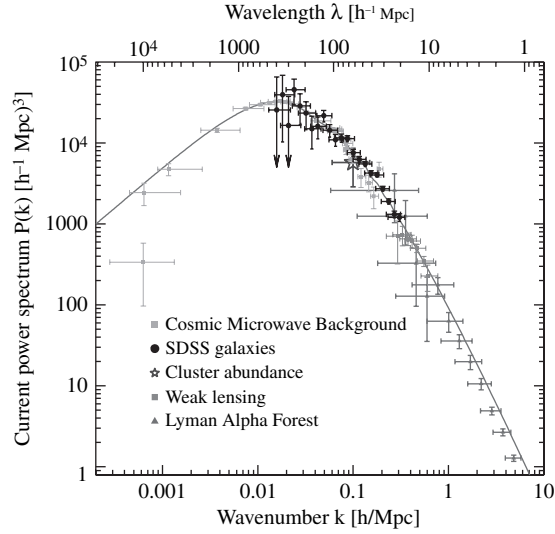 Wavelength λ [h⁻¹ Mpc]
10⁴ 1000 100 10 1
10⁵
10⁴
1000
100
10
1
Current power spectrum P(k) [(h⁻¹ Mpc)³]
Cosmic Microwave Background
SDSS galaxies
Cluster abundance
Weak lensing
Lyman Alpha Forest
0.001 0.01 0.1 1 10
Wavenumber k [h/Mpc]